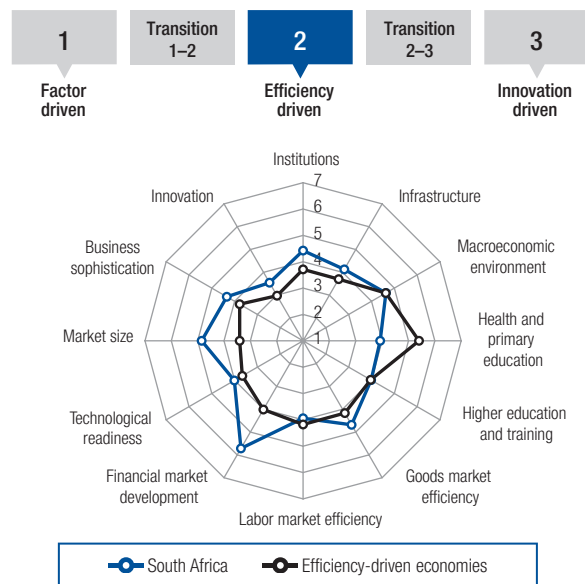 1
Transition
1–2
2
Transition
2–3
3
Factor
driven
Efficiency
driven
Innovation
driven
Institutions
7
6
5
4
3
2
1
Infrastructure
Macroeconomic
environment
Health and
primary
education
Higher education
and training
Goods market
efficiency
Labor market efficiency
Financial market
development
Technological
readiness
Market size
Business
sophistication
Innovation
South Africa
Efficiency-driven economies